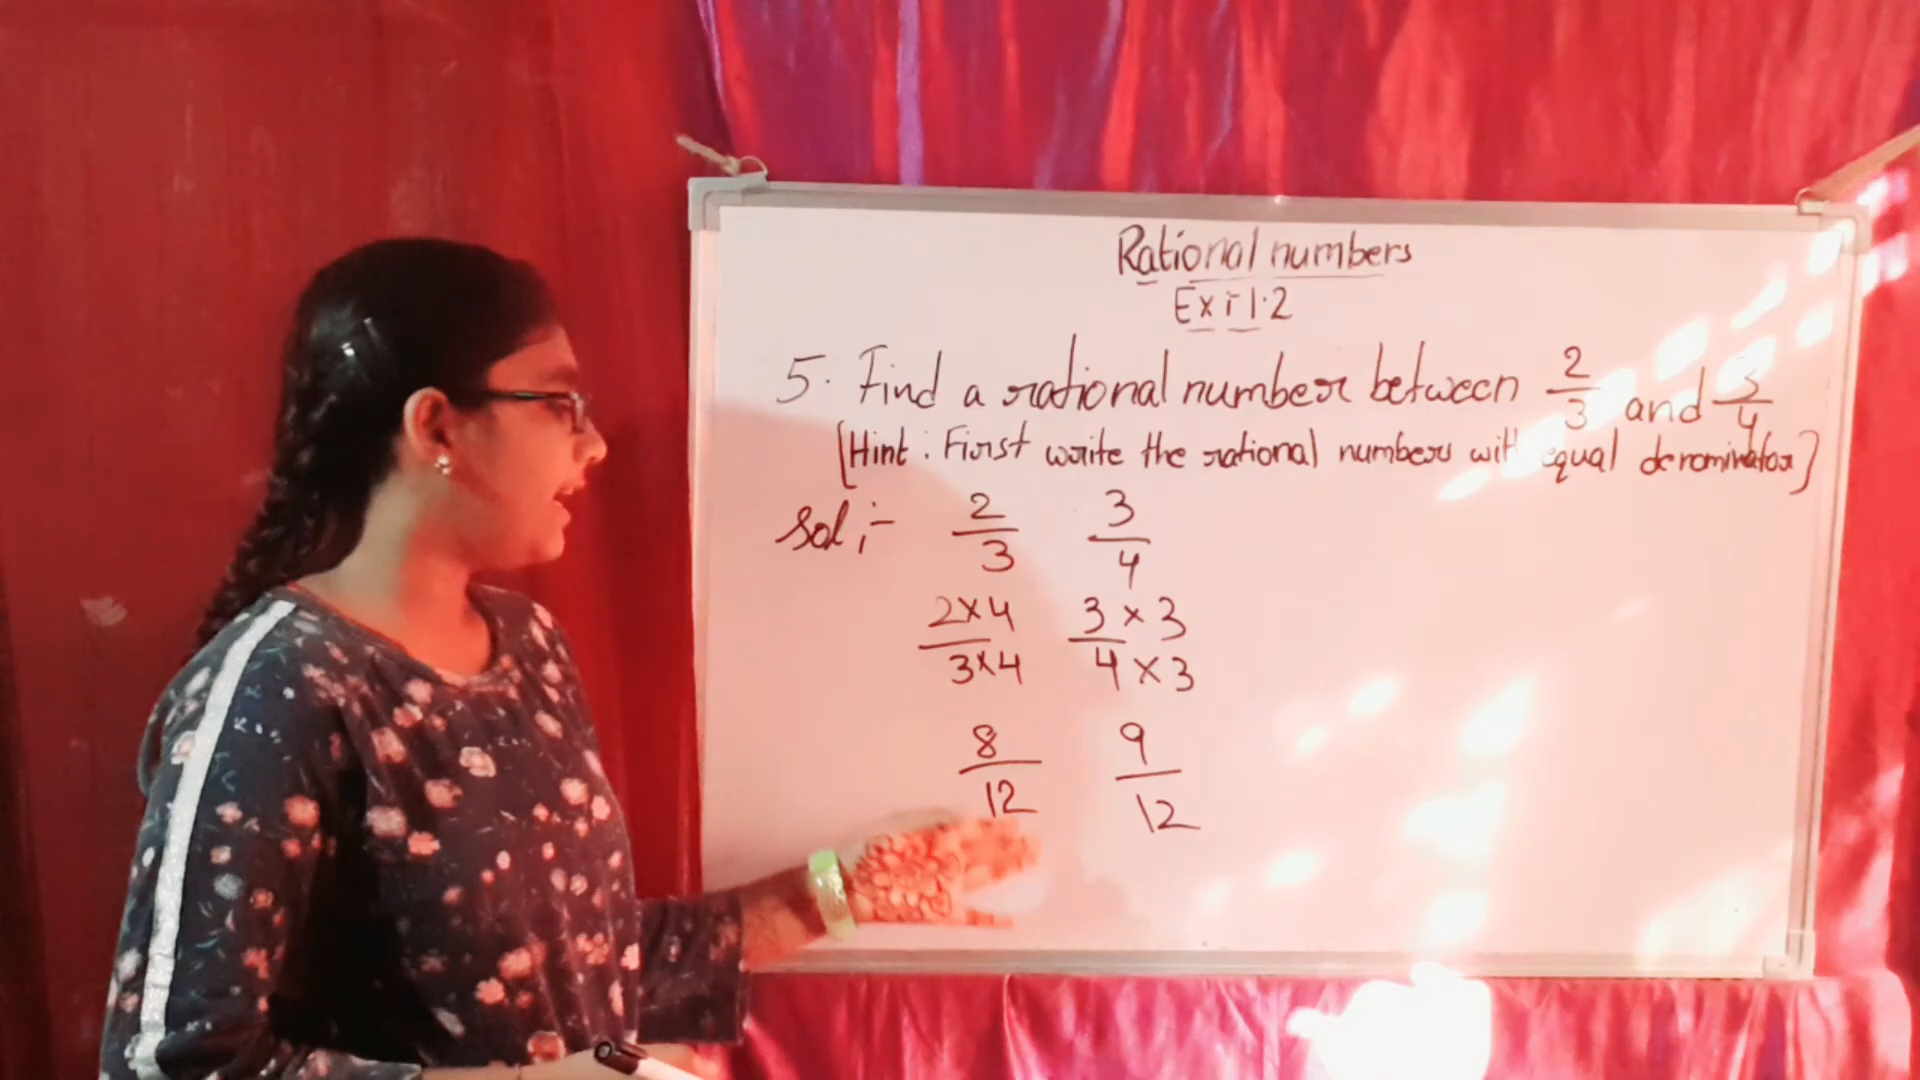 Rational numbers
Ex :- 1.2
5. Find a rational number between 2/3 and 3/4
[Hint : First write the rational numbers with equal denominator]
Sol :- 2/3 3/4
2×4/3×4 3×3/4×3
8/12 9/12